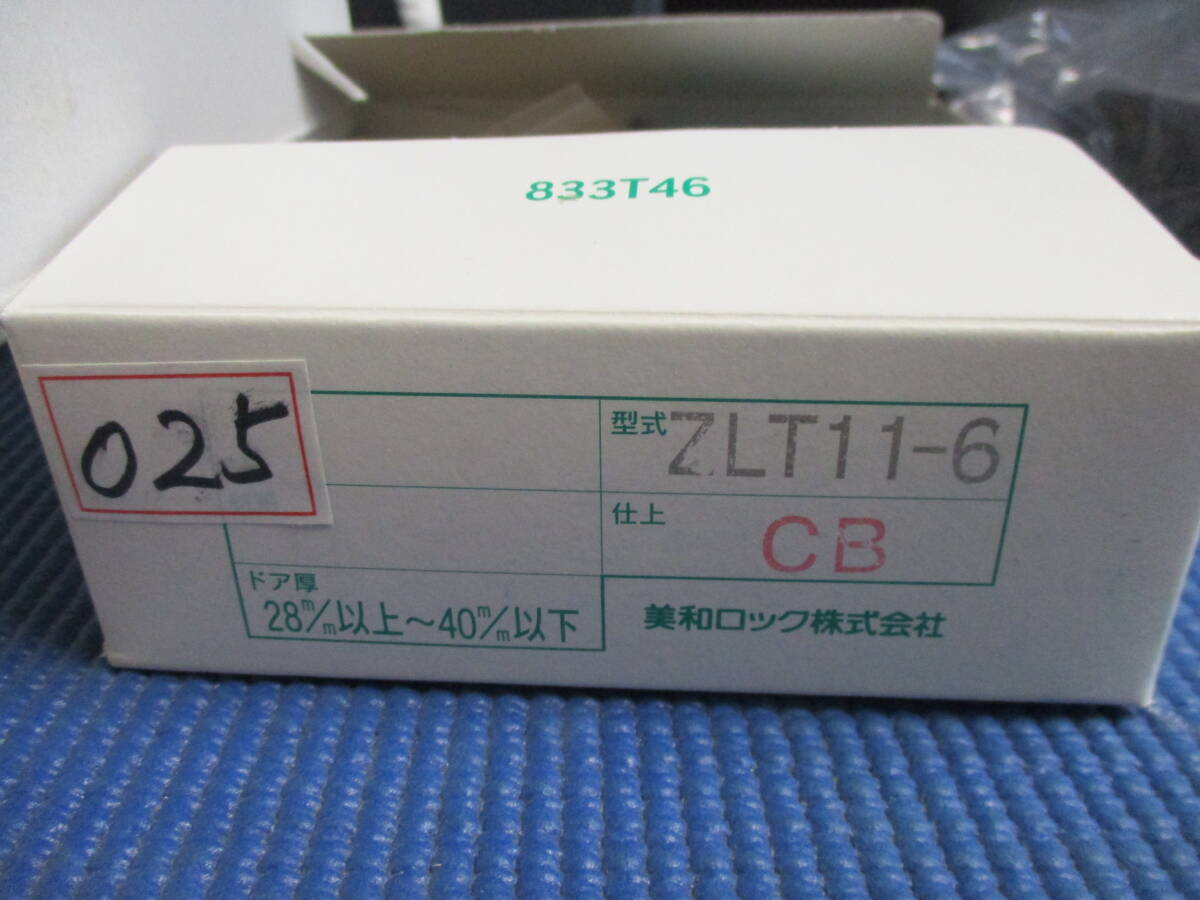 833T46
025
型式 ZLT11-6
仕上 CB
ドア厚
28m/m以上~40m/m以下
美和ロック株式会社